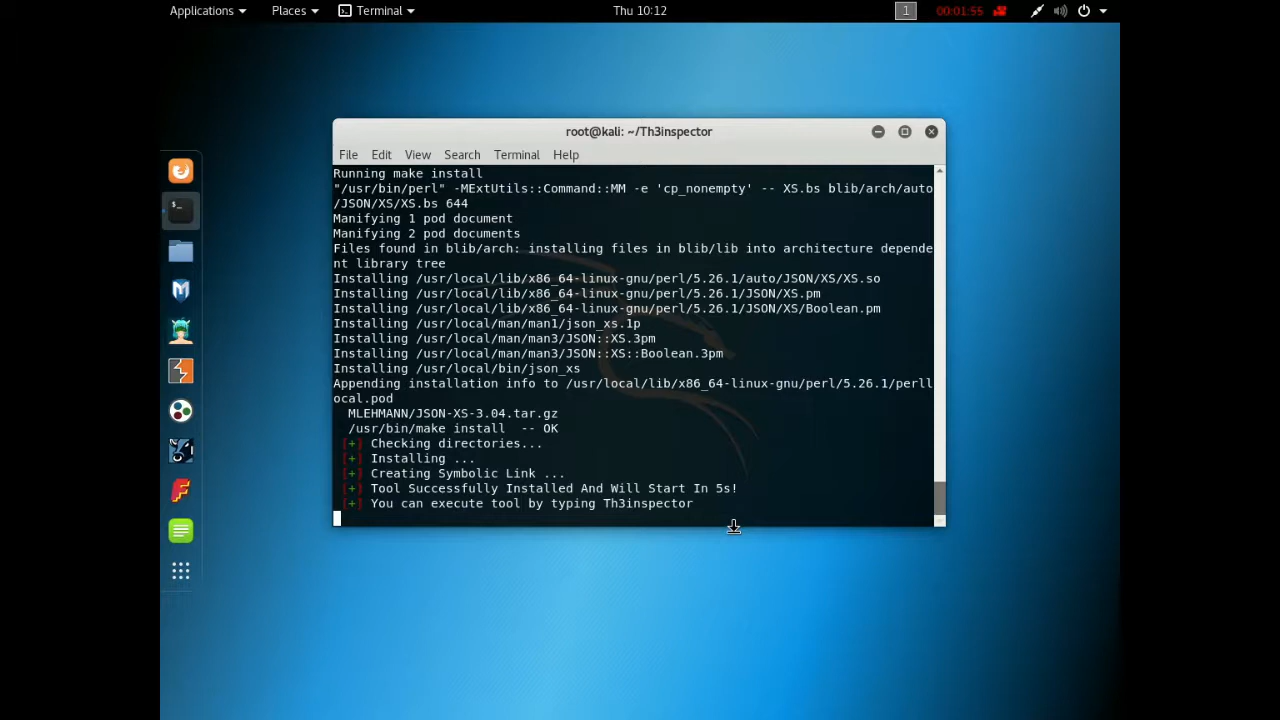 Applications Places Terminal Thu 10:12 1 00:01:55
root@kali: ~/Th3inspector
File Edit View Search Terminal Help
Running make install
"/usr/bin/perl" -MExtUtils::Command::MM -e 'cp_nonempty' -- XS.bs blib/arch/auto
/JSON/XS/XS.bs 644
Manifying 1 pod document
Manifying 2 pod documents
Files found in blib/arch: installing files in blib/lib into architecture depende
nt library tree
Installing /usr/local/lib/x86_64-linux-gnu/perl/5.26.1/auto/JSON/XS/XS.so
Installing /usr/local/lib/x86_64-linux-gnu/perl/5.26.1/JSON/XS.pm
Installing /usr/local/lib/x86_64-linux-gnu/perl/5.26.1/JSON/XS/Boolean.pm
Installing /usr/local/man/man1/json_xs.1p
Installing /usr/local/man/man3/JSON::XS.3pm
Installing /usr/local/man/man3/JSON::XS::Boolean.3pm
Installing /usr/local/bin/json_xs
Appending installation info to /usr/local/lib/x86_64-linux-gnu/perl/5.26.1/perll
ocal.pod
MLEHMANN/JSON-XS-3.04.tar.gz
/usr/bin/make install -- OK
[+] Checking directories...
[+] Installing ...
[+] Creating Symbolic Link ...
[+] Tool Successfully Installed And Will Start In 5s!
[+] You can execute tool by typing Th3inspector